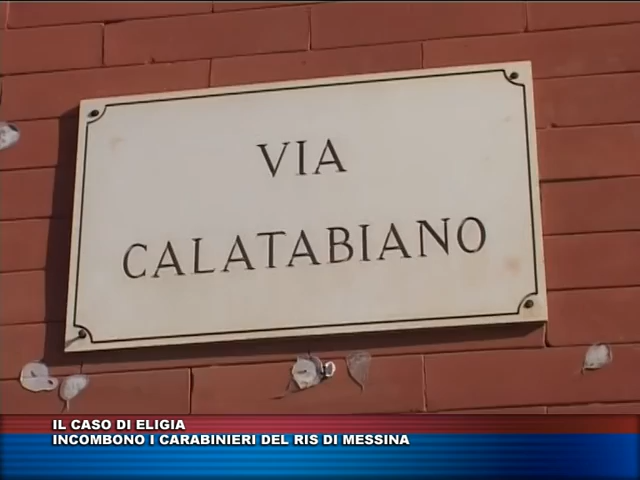 VIA
CALATABIANO
IL CASO DI ELIGIA
INCOMBONO I CARABINIERI DEL RIS DI MESSINA